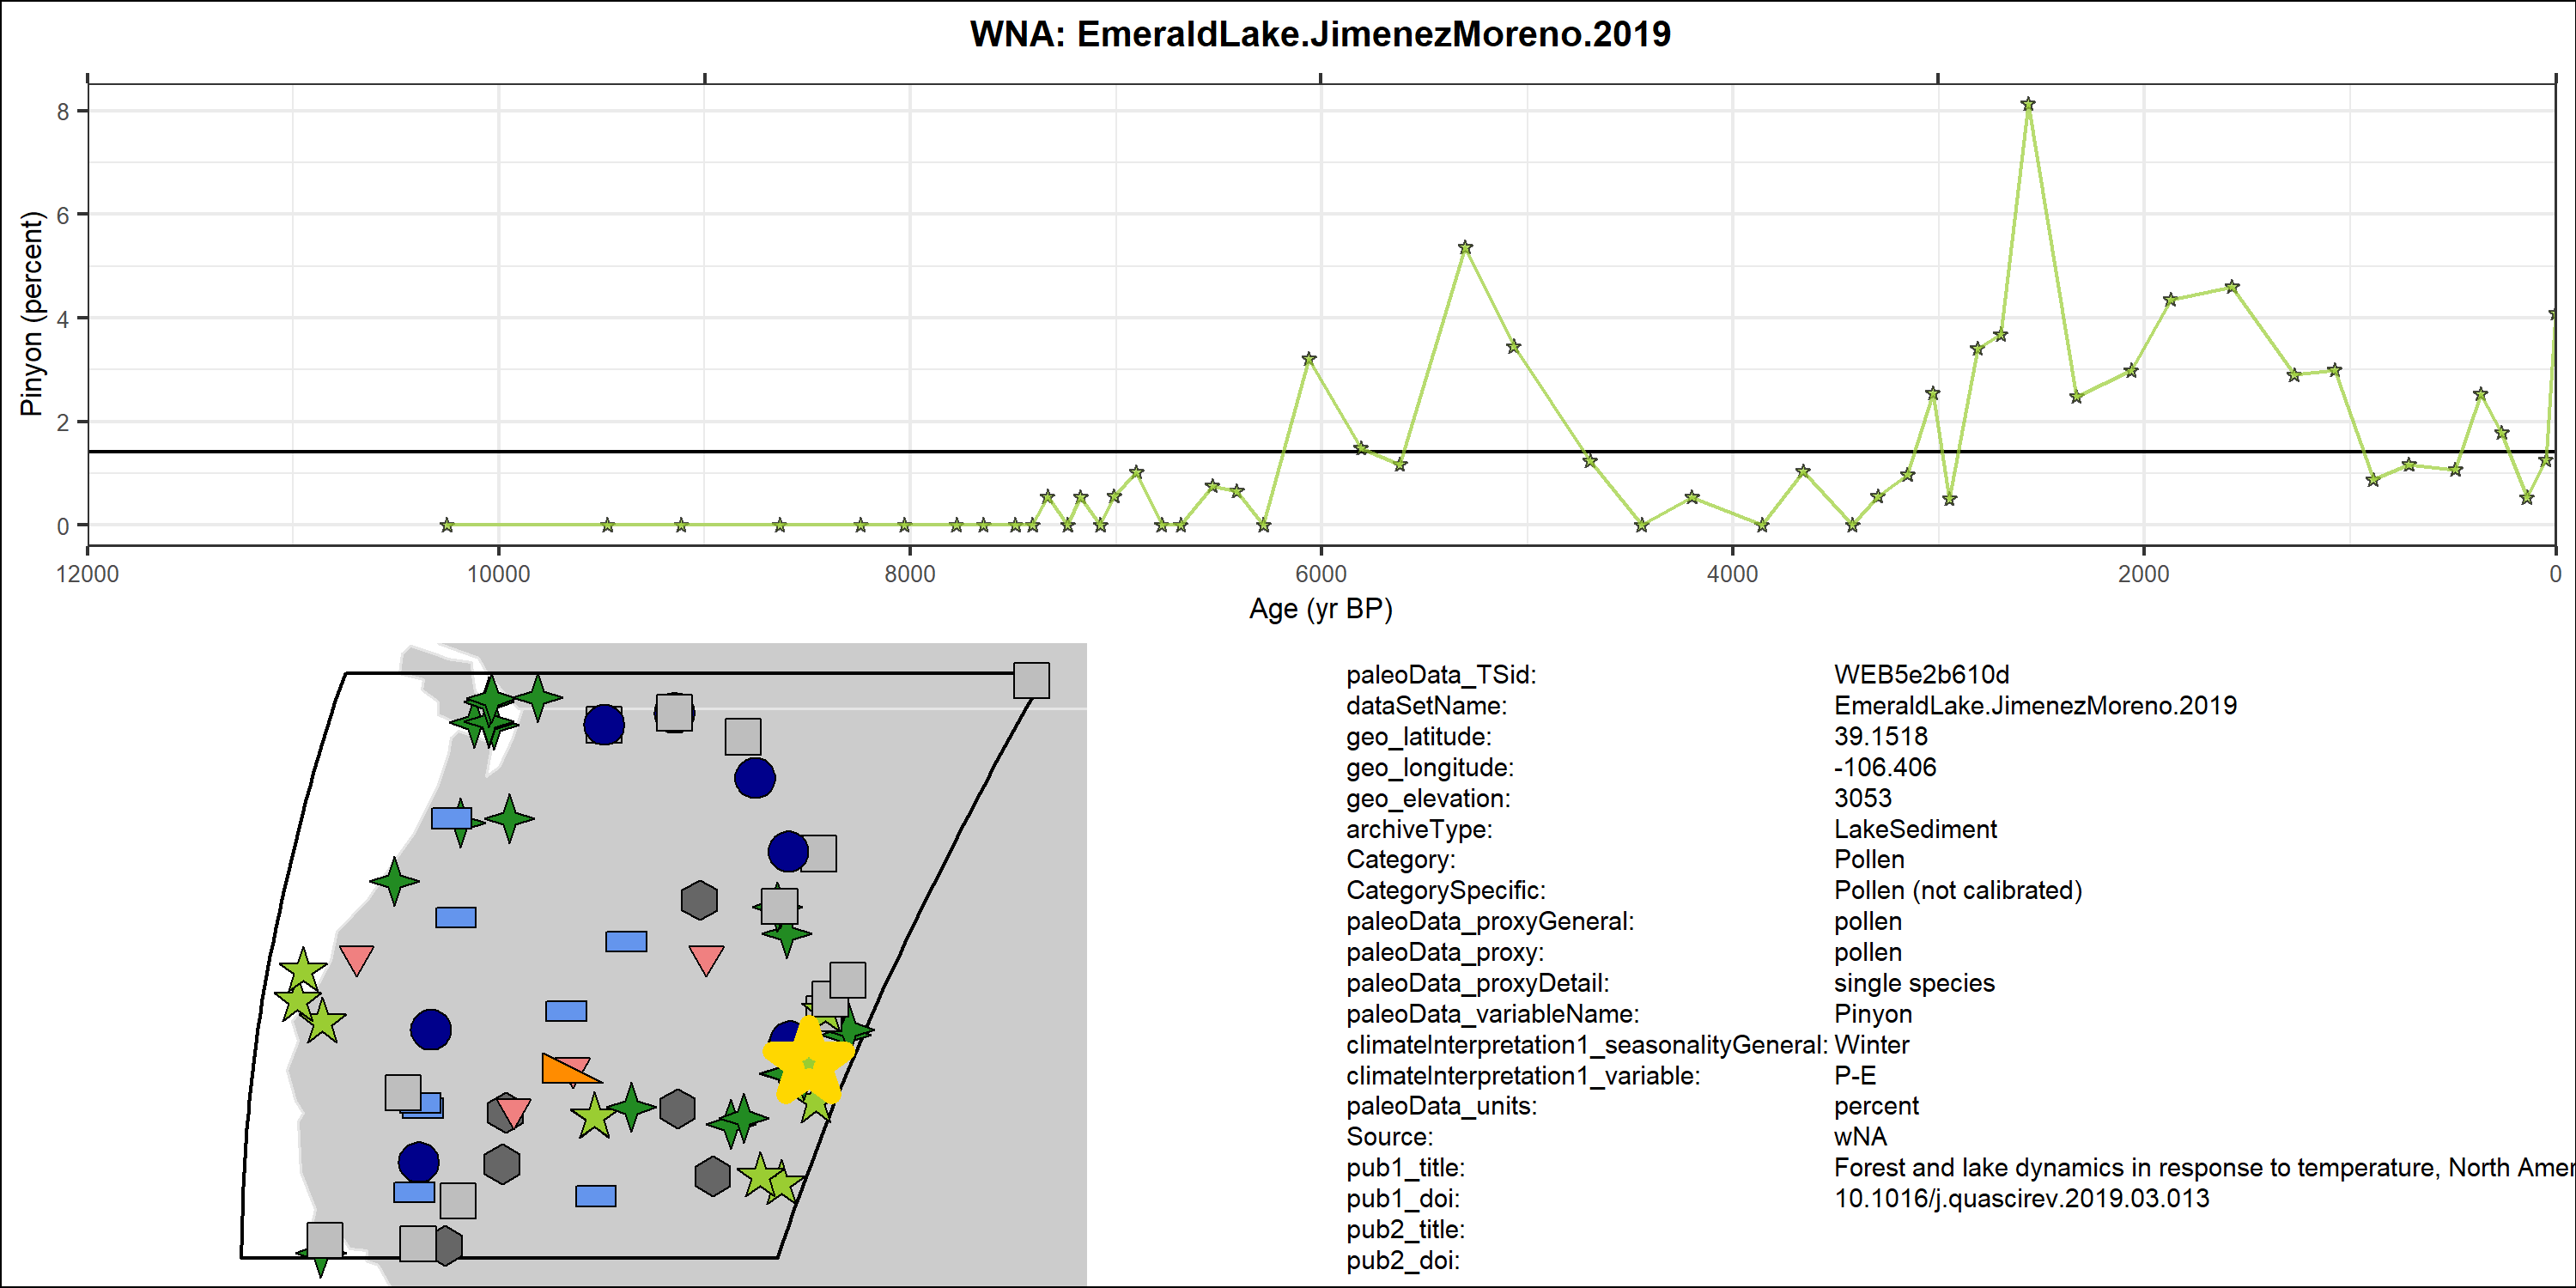 WNA: EmeraldLake.JimenezMoreno.2019
8
6
4
2
0
Pinyon (percent)
12000 10000 8000 6000 4000 2000 0
Age (yr BP)
paleoData_TSid: WEB5e2b610d
dataSetName: EmeraldLake.JimenezMoreno.2019
geo_latitude: 39.1518
geo_longitude: -106.406
geo_elevation: 3053
archiveType: LakeSediment
Category: Pollen
CategorySpecific: Pollen (not calibrated)
paleoData_proxyGeneral: pollen
paleoData_proxy: pollen
paleoData_proxyDetail: single species
paleoData_variableName: Pinyon
climateInterpretation1_seasonalityGeneral: Winter
climateInterpretation1_variable: P-E
paleoData_units: percent
Source: wNA
pub1_title: Forest and lake dynamics in response to temperature, North Amer
pub1_doi: 10.1016/j.quascirev.2019.03.013
pub2_title:
pub2_doi: